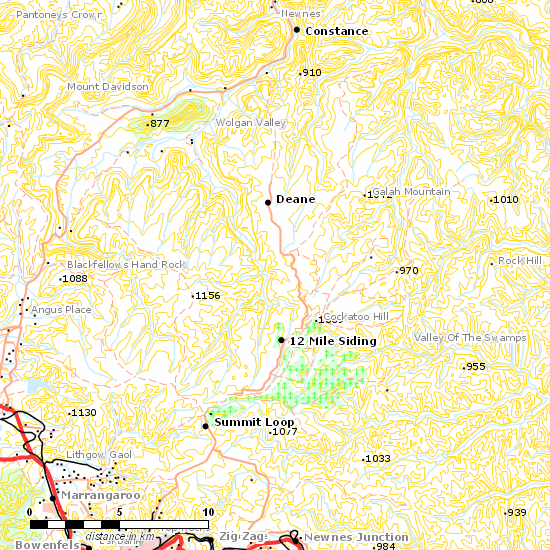 Pantoneys Crown
Newnes
Constance
910
Mount Davidson
877
Wolgan Valley
Galah Mountain
Deane
1010
Blackfellow's Hand Rock
Rock Hill
970
1088
1156
Angus Place
Cockatoo Hill
12 Mile Siding
Valley Of The Swamps
955
1130
Summit Loop
1077
Lithgow Gaol
1033
Marrangaroo
0
5
10
distance in km
939
Zig Zag
Newnes Junction
Bowenfels
984